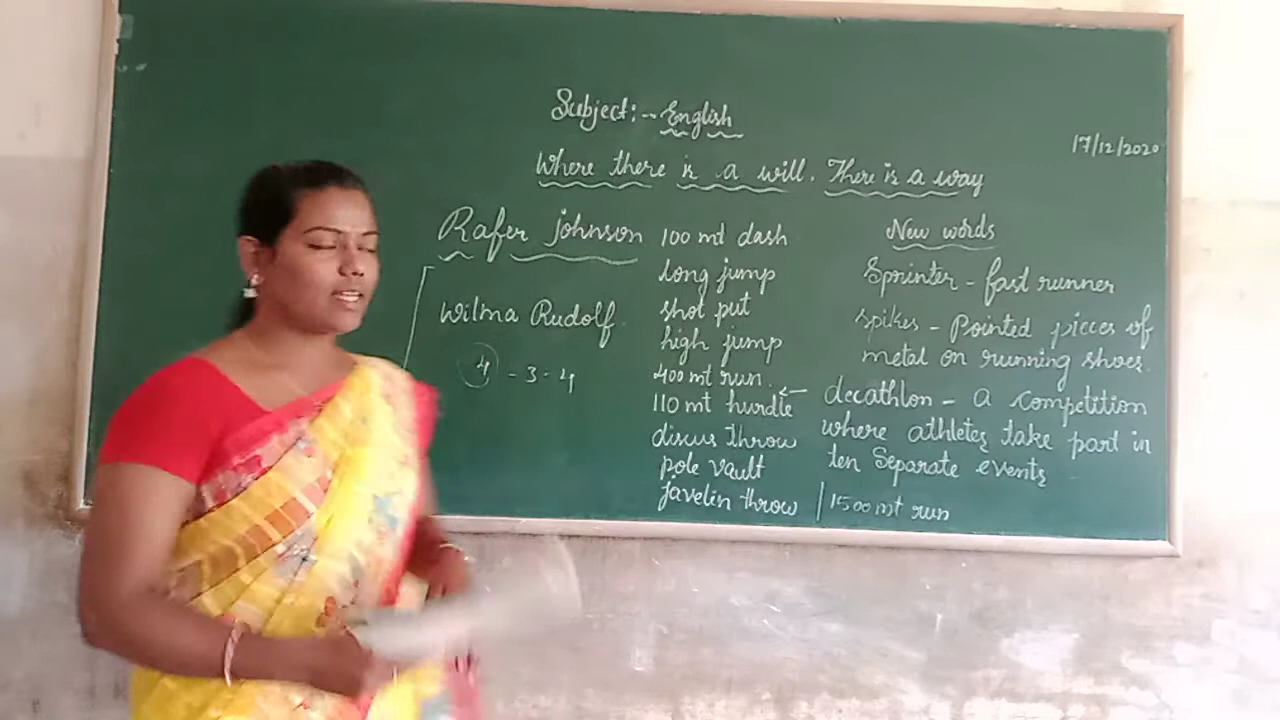 Subject:- English
17/12/2020
Where there is a will. There is a way
Rafer Johnson
Wilma Rudolf.
4 - 3 - 4
100 mt dash
long jump
shot put
high jump
400 mt run.
110 mt hurdle
discus throw
pole vault
javelin throw | 1500 mt run
New words
Sprinter - fast runner
spikes - Pointed pieces of
metal on running shoes.
decathlon - a competition
where athletes take part in
ten Separate events